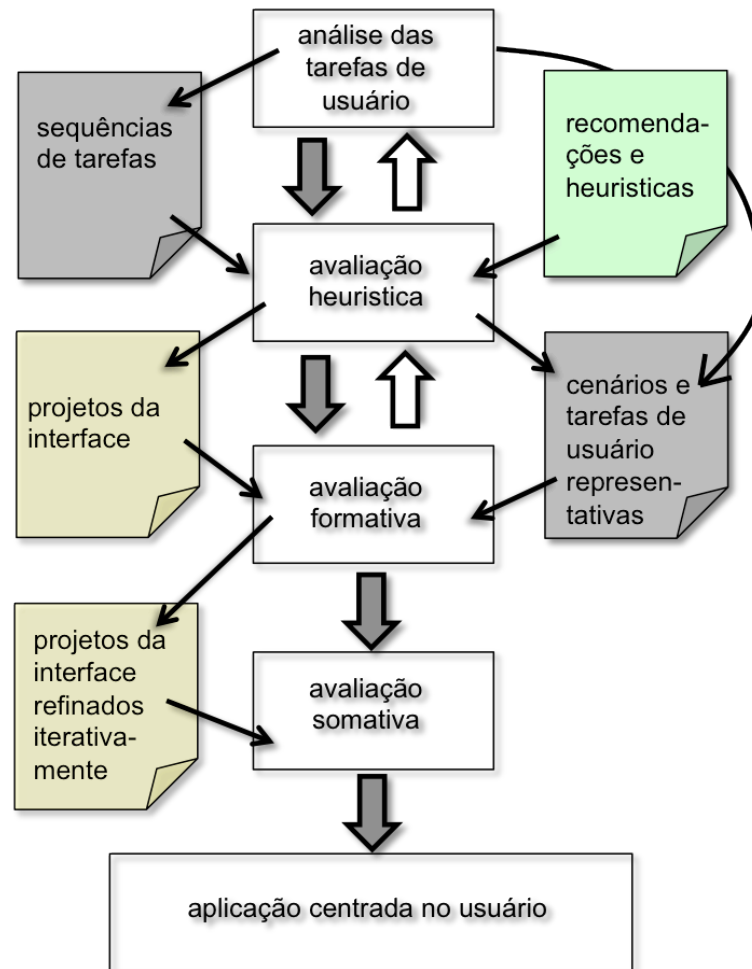 análise das
tarefas de
usuário
sequências
de tarefas
recomenda-
ções e
heuristicas
avaliação
heuristica
projetos da
interface
cenários e
tarefas de
usuário
represen-
tativas
avaliação
formativa
projetos da
interface
refinados
iterativa-
mente
avaliação
somativa
aplicação centrada no usuário